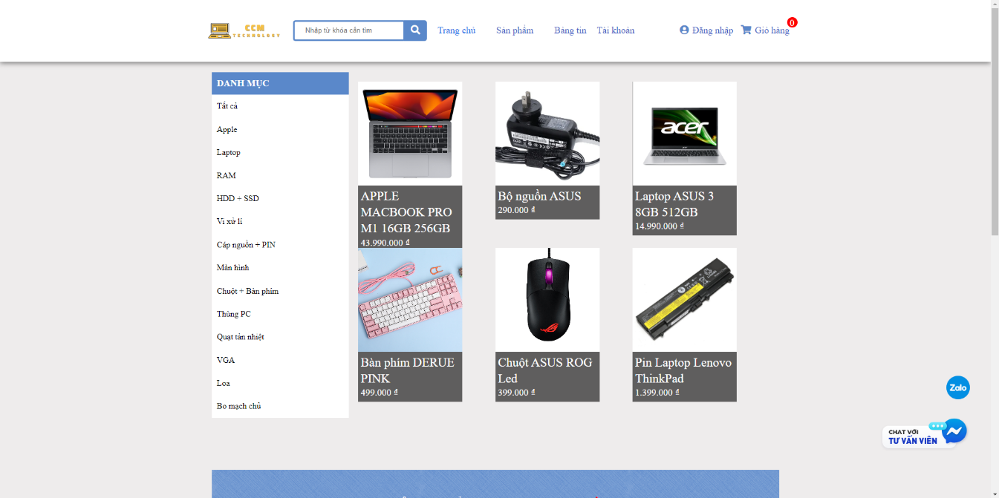 CCM
TECHNOLOGY
Nhập từ khóa cần tìm
Trang chủ
Sản phẩm
Bảng tin
Tài khoản
Đăng nhập
Giỏ hàng
0
DANH MỤC
Tất cả
Apple
Laptop
RAM
HDD + SSD
Vi xử lí
Cáp nguồn + PIN
Màn hình
Chuột + Bàn phím
Thùng PC
Quạt tản nhiệt
VGA
Loa
Bo mạch chủ
APPLE
MACBOOK PRO
M1 16GB 256GB
43.990.000 ₫
Bộ nguồn ASUS
290.000 ₫
acer
Laptop ASUS 3
8GB 512GB
14.990.000 ₫
Bàn phím DERUE
PINK
499.000 ₫
Chuột ASUS ROG
Led
399.000 ₫
Pin Laptop Lenovo
ThinkPad
1.399.000 ₫
Zalo
CHAT VỚI
TƯ VẤN VIÊN